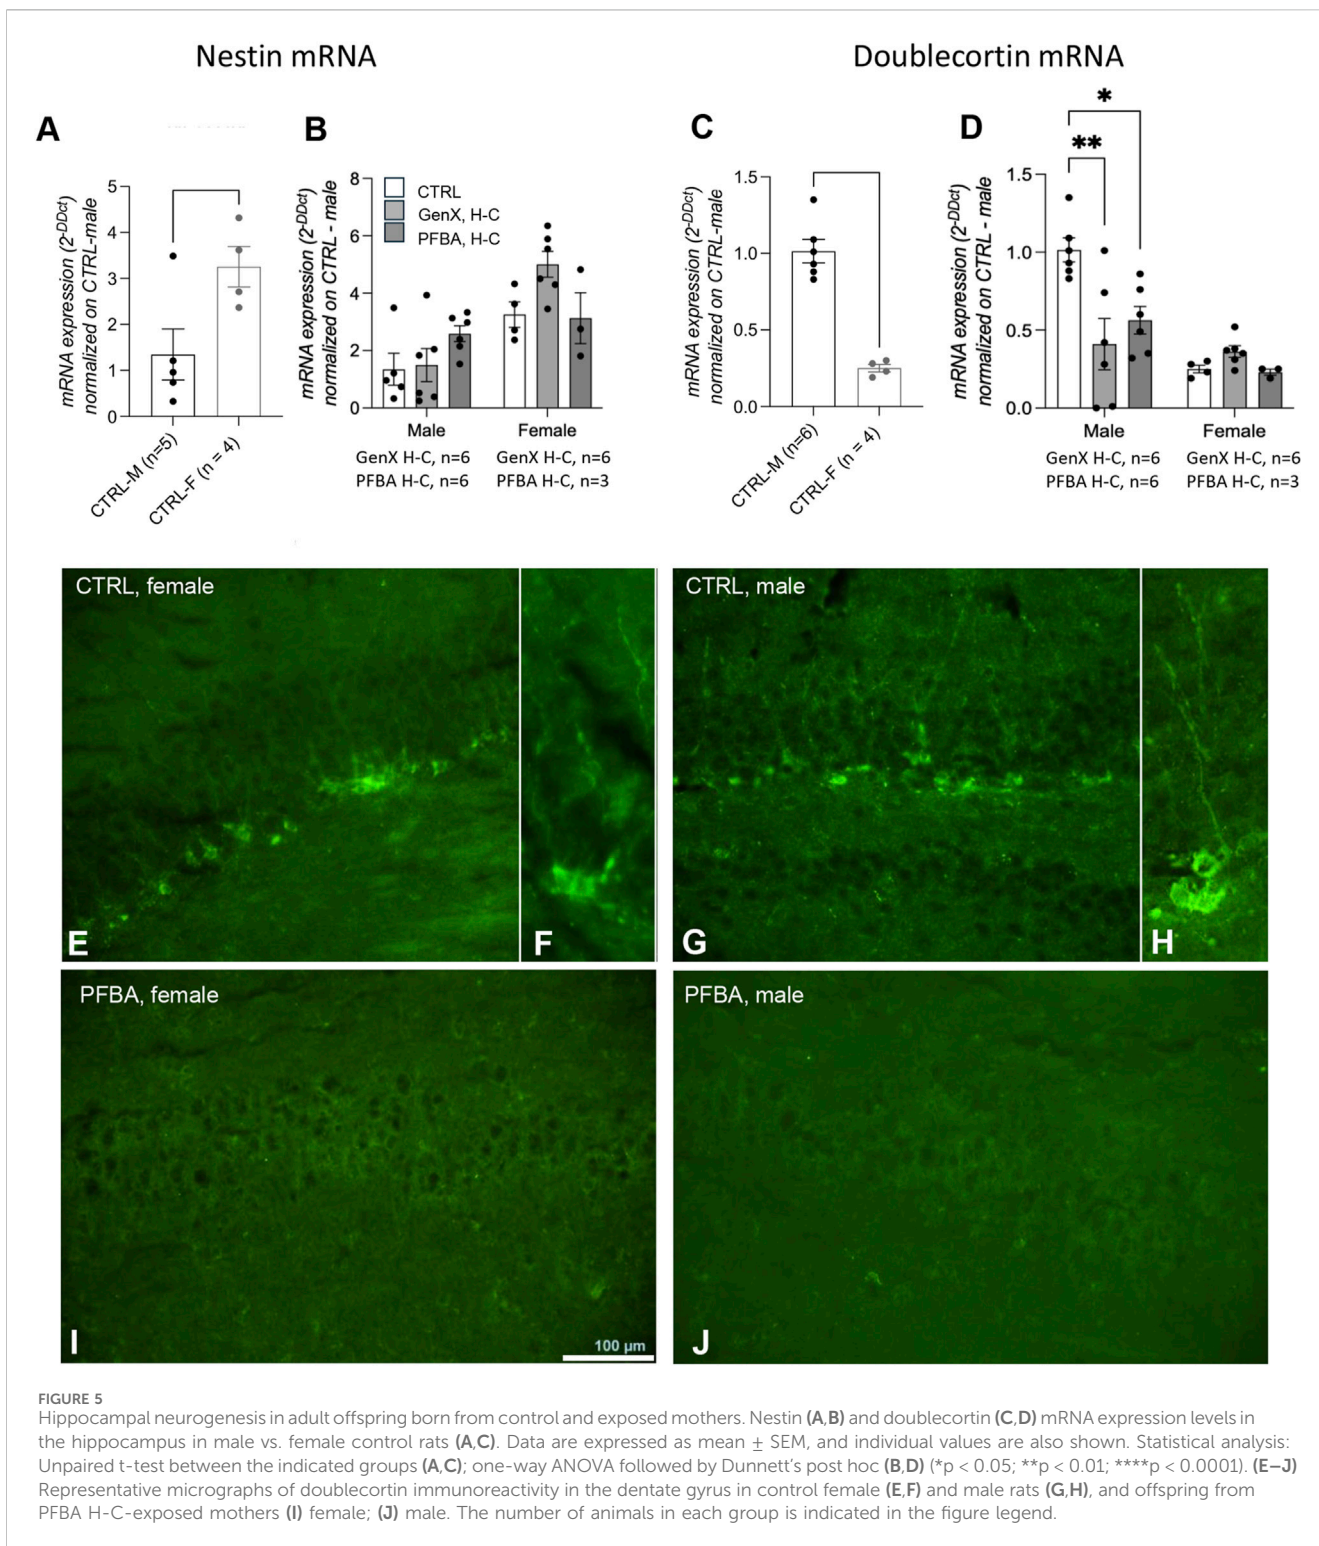 Nestin mRNA
Doublecortin mRNA
A
mRNA expression (2-DDct)
normalized on CTRL-male
5
4
3
2
1
0
CTRL-M (n=5)
CTRL-F (n = 4)
B
mRNA expression (2-DDct)
normalized on CTRL - male
8
6
4
2
0
CTRL
GenX, H-C
PFBA, H-C
Male
Female
GenX H-C, n=6
GenX H-C, n=6
PFBA H-C, n=6
PFBA H-C, n=3
C
mRNA expression (2-DDct)
normalized on CTRL-male
1.5
1.0
0.5
0.0
CTRL-M (n=6)
CTRL-F (n = 4)
D
*
**
mRNA expression (2-DDct)
normalized on CTRL - male
1.5
1.0
0.5
0.0
Male
Female
GenX H-C, n=6
GenX H-C, n=6
PFBA H-C, n=6
PFBA H-C, n=3
CTRL, female
E
F
CTRL, male
G
H
PFBA, female
I
100 µm
PFBA, male
J
FIGURE 5
Hippocampal neurogenesis in adult offspring born from control and exposed mothers. Nestin (A,B) and doublecortin (C,D) mRNA expression levels in
the hippocampus in male vs. female control rats (A,C). Data are expressed as mean ± SEM, and individual values are also shown. Statistical analysis:
Unpaired t-test between the indicated groups (A,C); one-way ANOVA followed by Dunnett's post hoc (B,D) (*p < 0.05; **p < 0.01; ****p < 0.0001). (E–J)
Representative micrographs of doublecortin immunoreactivity in the dentate gyrus in control female (E,F) and male rats (G,H), and offspring from
PFBA H-C-exposed mothers (I) female; (J) male. The number of animals in each group is indicated in the figure legend.